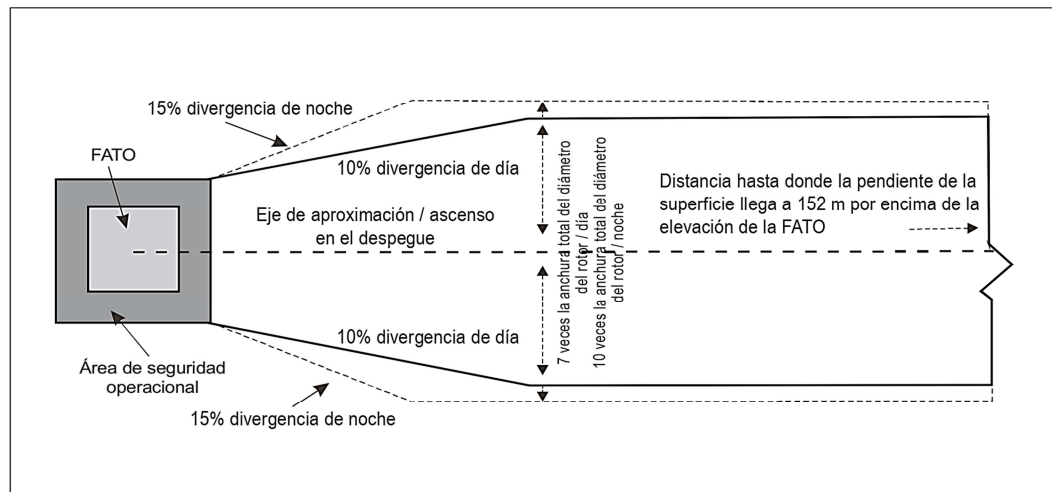 15% divergencia de noche
FATO
10% divergencia de día
Eje de aproximación / ascenso
en el despegue
7 veces la anchura total del diámetro
del rotor / día
10 veces la anchura total del diámetro
del rotor / noche
Distancia hasta donde la pendiente de la
superficie llega a 152 m por encima de la
elevación de la FATO
10% divergencia de día
Área de seguridad
operacional
15% divergencia de noche